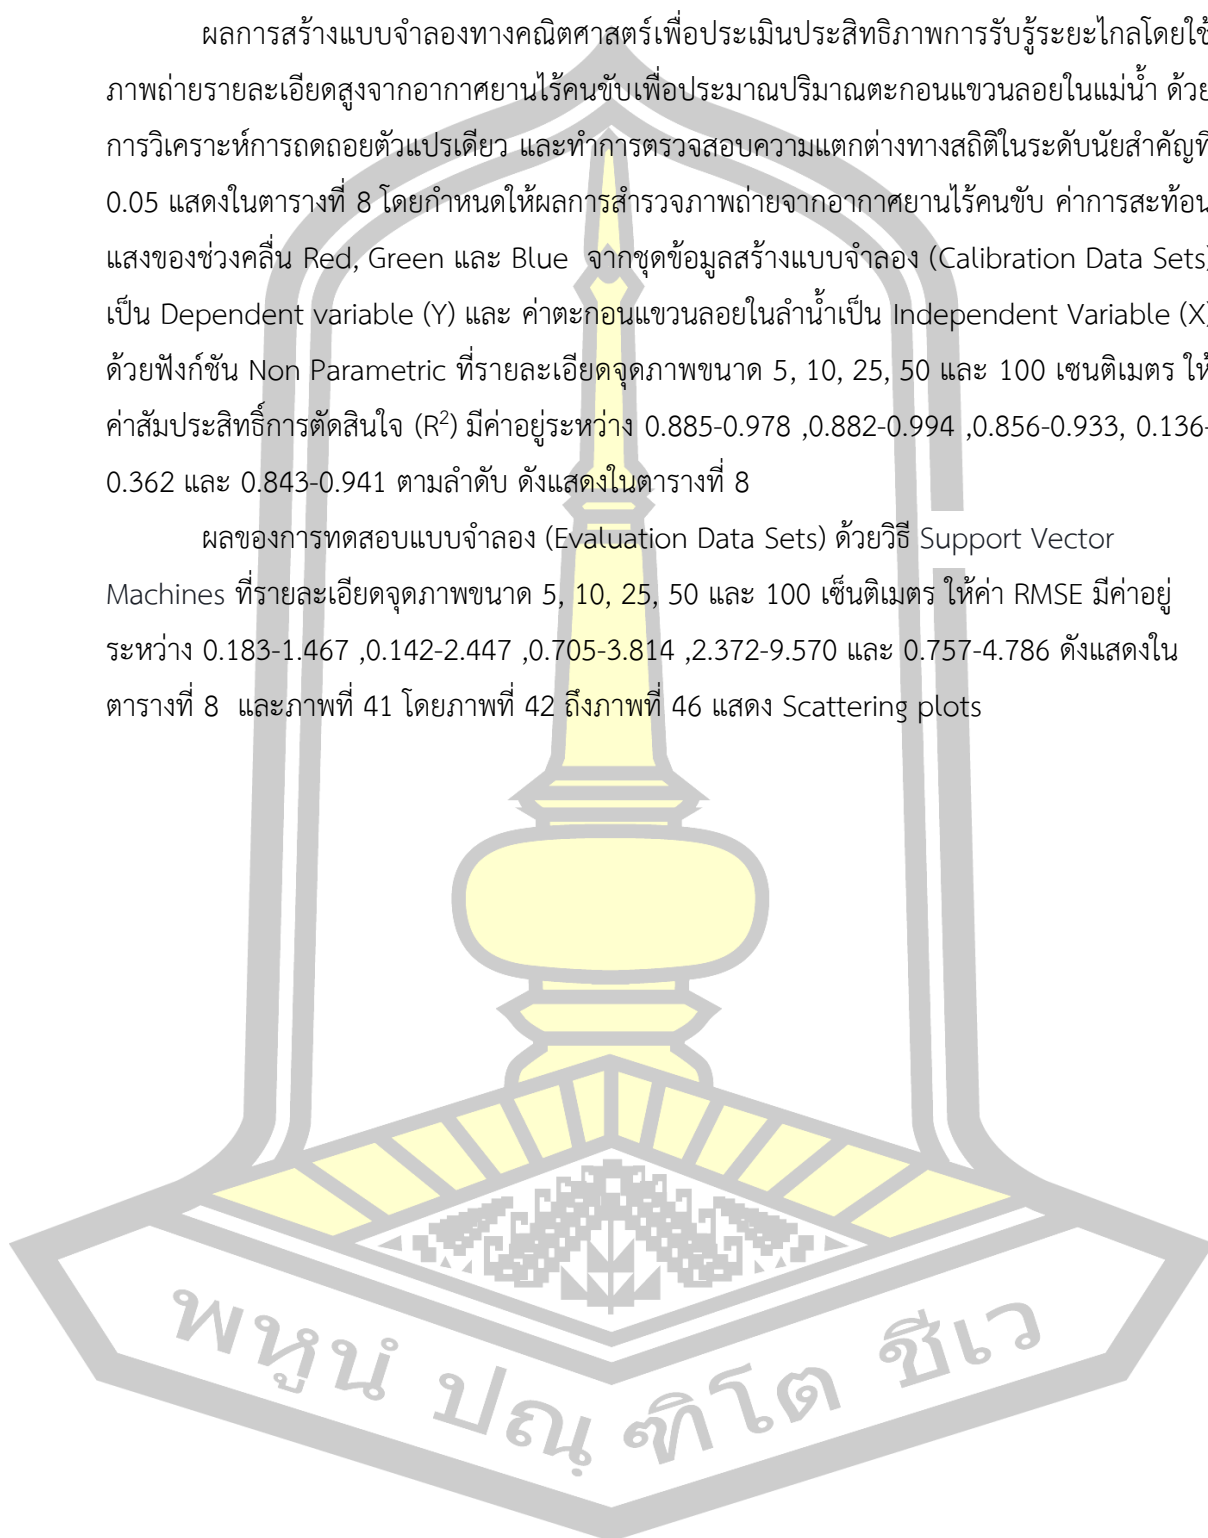 ผลการสร้างแบบจำลองทางคณิตศาสตร์เพื่อประเมินประสิทธิภาพการรับรู้ระยะไกลโดยใช้
ภาพถ่ายรายละเอียดสูงจากอากาศยานไร้คนขับเพื่อประมาณปริมาณตะกอนแขวนลอยในแม่น้ำ ด้วย
การวิเคราะห์การถดถอยตัวแปรเดียว และทำการตรวจสอบความแตกต่างทางสถิติในระดับนัยสำคัญที่
0.05 แสดงในตารางที่ 8 โดยกำหนดให้ผลการสำรวจภาพถ่ายจากอากาศยานไร้คนขับ ค่าการสะท้อน
แสงของช่วงคลื่น Red, Green และ Blue จากชุดข้อมูลสร้างแบบจำลอง (Calibration Data Sets)
เป็น Dependent variable (Y) และ ค่าตะกอนแขวนลอยในลำน้ำเป็น Independent Variable (X)
ด้วยฟังก์ชัน Non Parametric ที่รายละเอียดจุดภาพขนาด 5, 10, 25, 50 และ 100 เซนติเมตร ให้
ค่าสัมประสิทธิ์การตัดสินใจ (R²) มีค่าอยู่ระหว่าง 0.885-0.978 ,0.882-0.994 ,0.856-0.933, 0.136-
0.362 และ 0.843-0.941 ตามลำดับ ดังแสดงในตารางที่ 8
ผลของการทดสอบแบบจำลอง (Evaluation Data Sets) ด้วยวิธี Support Vector
Machines ที่รายละเอียดจุดภาพขนาด 5, 10, 25, 50 และ 100 เซ็นติเมตร ให้ค่า RMSE มีค่าอยู่
ระหว่าง 0.183-1.467 ,0.142-2.447 ,0.705-3.814 ,2.372-9.570 และ 0.757-4.786 ดังแสดงใน
ตารางที่ 8 และภาพที่ 41 โดยภาพที่ 42 ถึงภาพที่ 46 แสดง Scattering plots
พหูนํ ปณฺฑิโต ชีเว